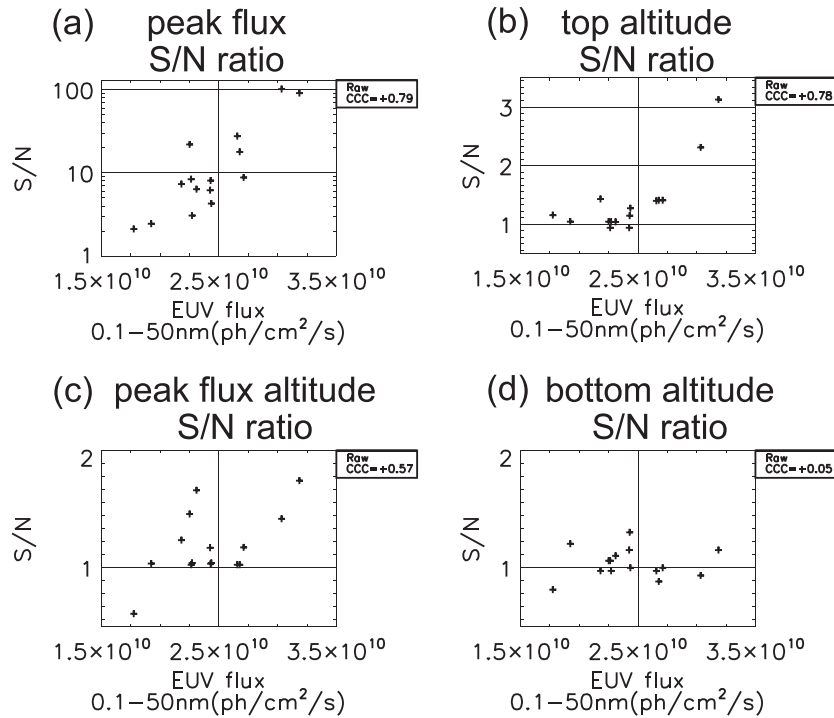 (a) peak flux
S/N ratio
Raw
CCC=+0.79
100
10
1
S/N
1.5×10¹⁰ 2.5×10¹⁰ 3.5×10¹⁰
EUV flux
0.1−50nm(ph/cm²/s)
(b) top altitude
S/N ratio
Raw
CCC=+0.78
3
2
1
S/N
1.5×10¹⁰ 2.5×10¹⁰ 3.5×10¹⁰
EUV flux
0.1−50nm(ph/cm²/s)
(c) peak flux altitude
S/N ratio
Raw
CCC=+0.57
2
1
S/N
1.5×10¹⁰ 2.5×10¹⁰ 3.5×10¹⁰
EUV flux
0.1−50nm(ph/cm²/s)
(d) bottom altitude
S/N ratio
Raw
CCC=+0.05
2
1
S/N
1.5×10¹⁰ 2.5×10¹⁰ 3.5×10¹⁰
EUV flux
0.1−50nm(ph/cm²/s)